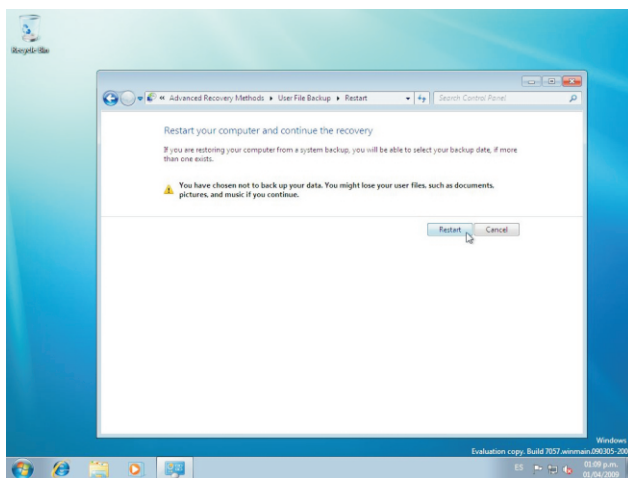 Recycle Bin
« Advanced Recovery Methods ▸ User File Backup ▸ Restart
Search Control Panel
Restart your computer and continue the recovery
If you are restoring your computer from a system backup, you will be able to select your backup date, if more
than one exists.
You have chosen not to back up your data. You might lose your user files, such as documents,
pictures, and music if you continue.
Restart
Cancel
Windows
Evaluation copy. Build 7057.winmain.090305-200
ES
01:09 p.m.
01/04/2009